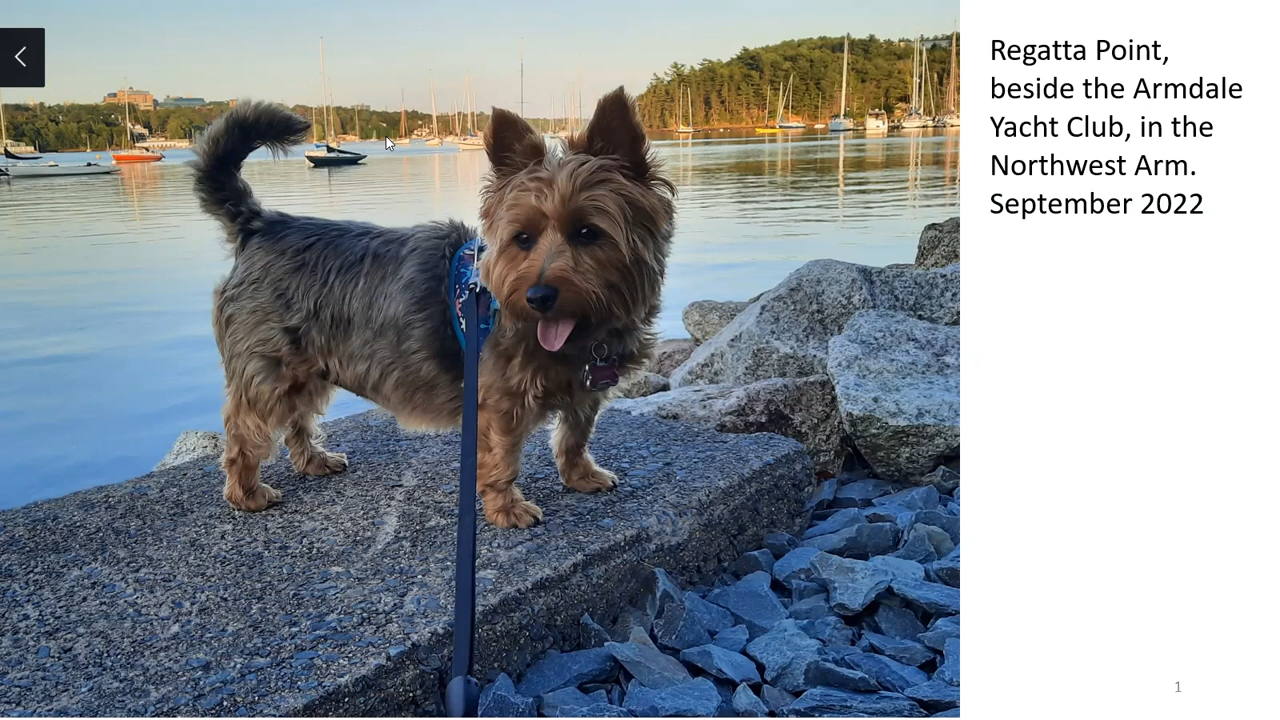 Regatta Point,
beside the Armdale
Yacht Club, in the
Northwest Arm.
September 2022
1